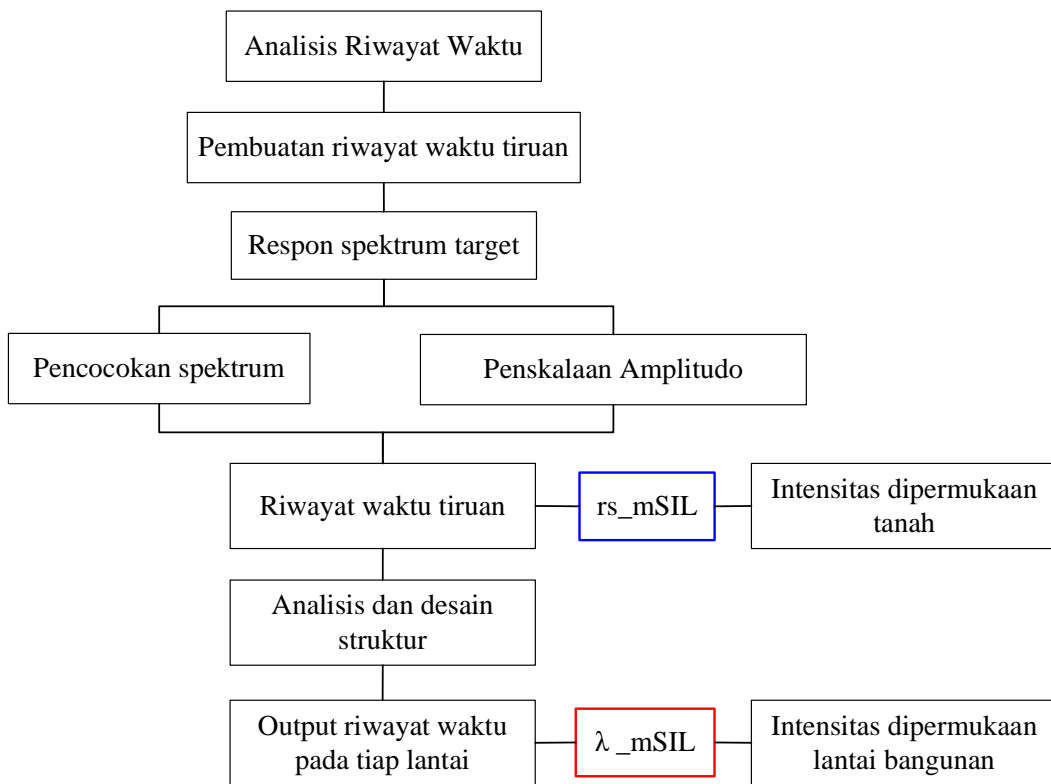 Analisis Riwayat Waktu
Pembuatan riwayat waktu tiruan
Respon spektrum target
Pencocokan spektrum
Penskalaan Amplitudo
Riwayat waktu tiruan
rs_mSIL
Intensitas dipermukaan
tanah
Analisis dan desain
struktur
Output riwayat waktu
pada tiap lantai
λ _mSIL
Intensitas dipermukaan
lantai bangunan